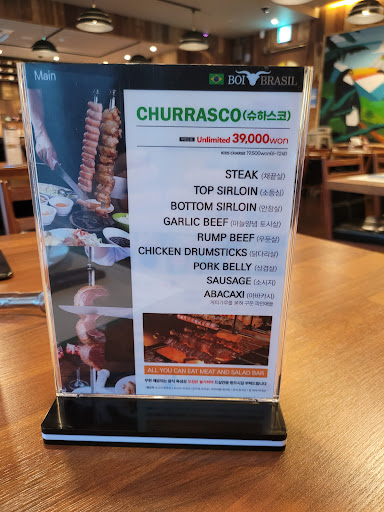 Main
BOI BRASIL
CHURRASCO(슈하스코)
Unlimited 39,000won
STEAK (채끝살)
TOP SIRLOIN (소등심)
BOTTOM SIRLOIN (안창살)
GARLIC BEEF (마늘양념 토시살)
RUMP BEEF (우둔살)
CHICKEN DRUMSTICKS (닭다리살)
PORK BELLY (삼겹살)
SAUSAGE (소시지)
ABACAXI (아바카시)
ALL YOU CAN EAT MEAT AND SALAD BAR